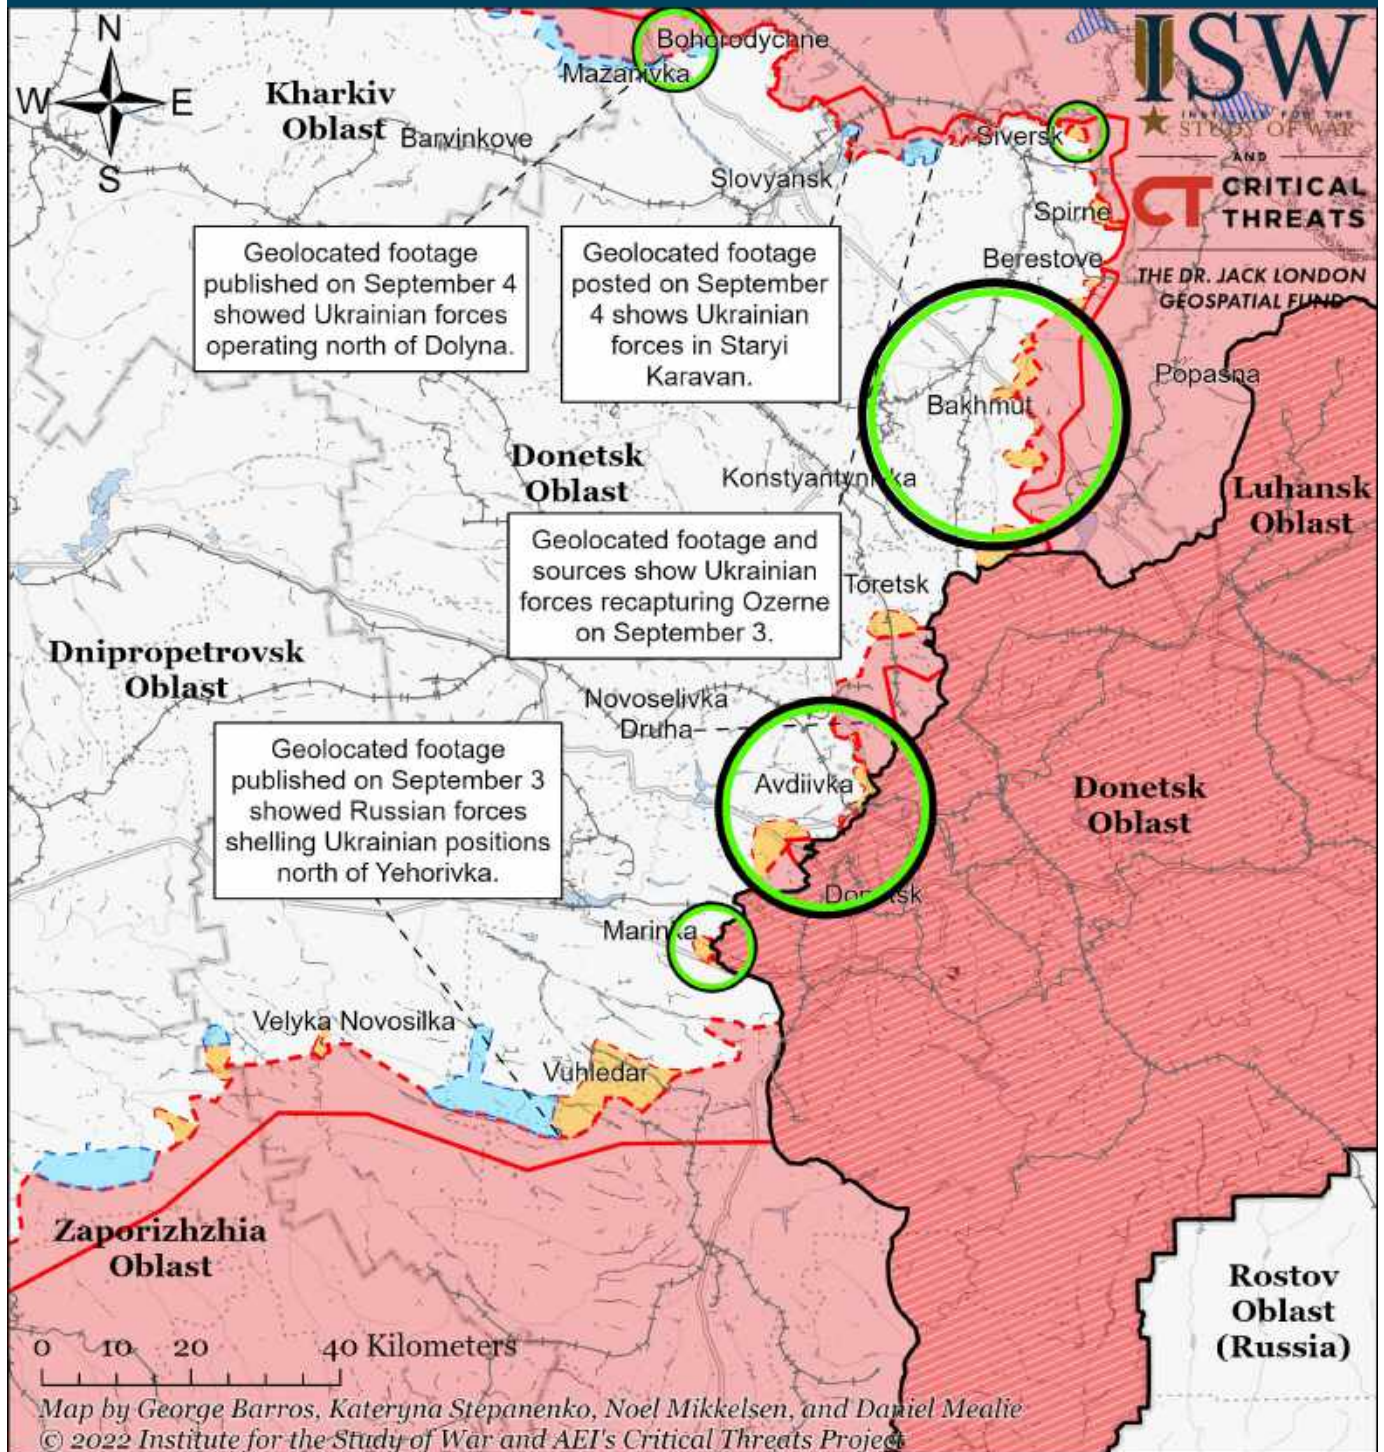 N
W E
S
Kharkiv
Oblast
Barvinkove
Bohorodychne
Mazanivka
Slovyansk
Siversk
Spirne
Berestove
ISW
INSTITUTE FOR THE
STUDY OF WAR
AND
CT CRITICAL
THREATS
THE DR. JACK LONDON
GEOSPATIAL FUND
Geolocated footage
published on September 4
showed Ukrainian forces
operating north of Dolyna.
Geolocated footage
posted on September
4 shows Ukrainian
forces in Staryi
Karavan.
Popasna
Bakhmut
Donetsk
Oblast
Konstyantynivka
Luhansk
Oblast
Geolocated footage and
sources show Ukrainian
forces recapturing Ozerne
on September 3.
Toretsk
Dnipropetrovsk
Oblast
Novoselivka
Druha
Geolocated footage
published on September 3
showed Russian forces
shelling Ukrainian positions
north of Yehorivka.
Avdiivka
Donetsk
Oblast
Donetsk
Marinka
Velyka Novosilka
Vuhledar
Zaporizhzhia
Oblast
Rostov
Oblast
(Russia)
0 10 20 40 Kilometers
Map by George Barros, Kateryna Stepanenko, Noel Mikkelsen, and Daniel Mealie
© 2022 Institute for the Study of War and AEI's Critical Threats Project